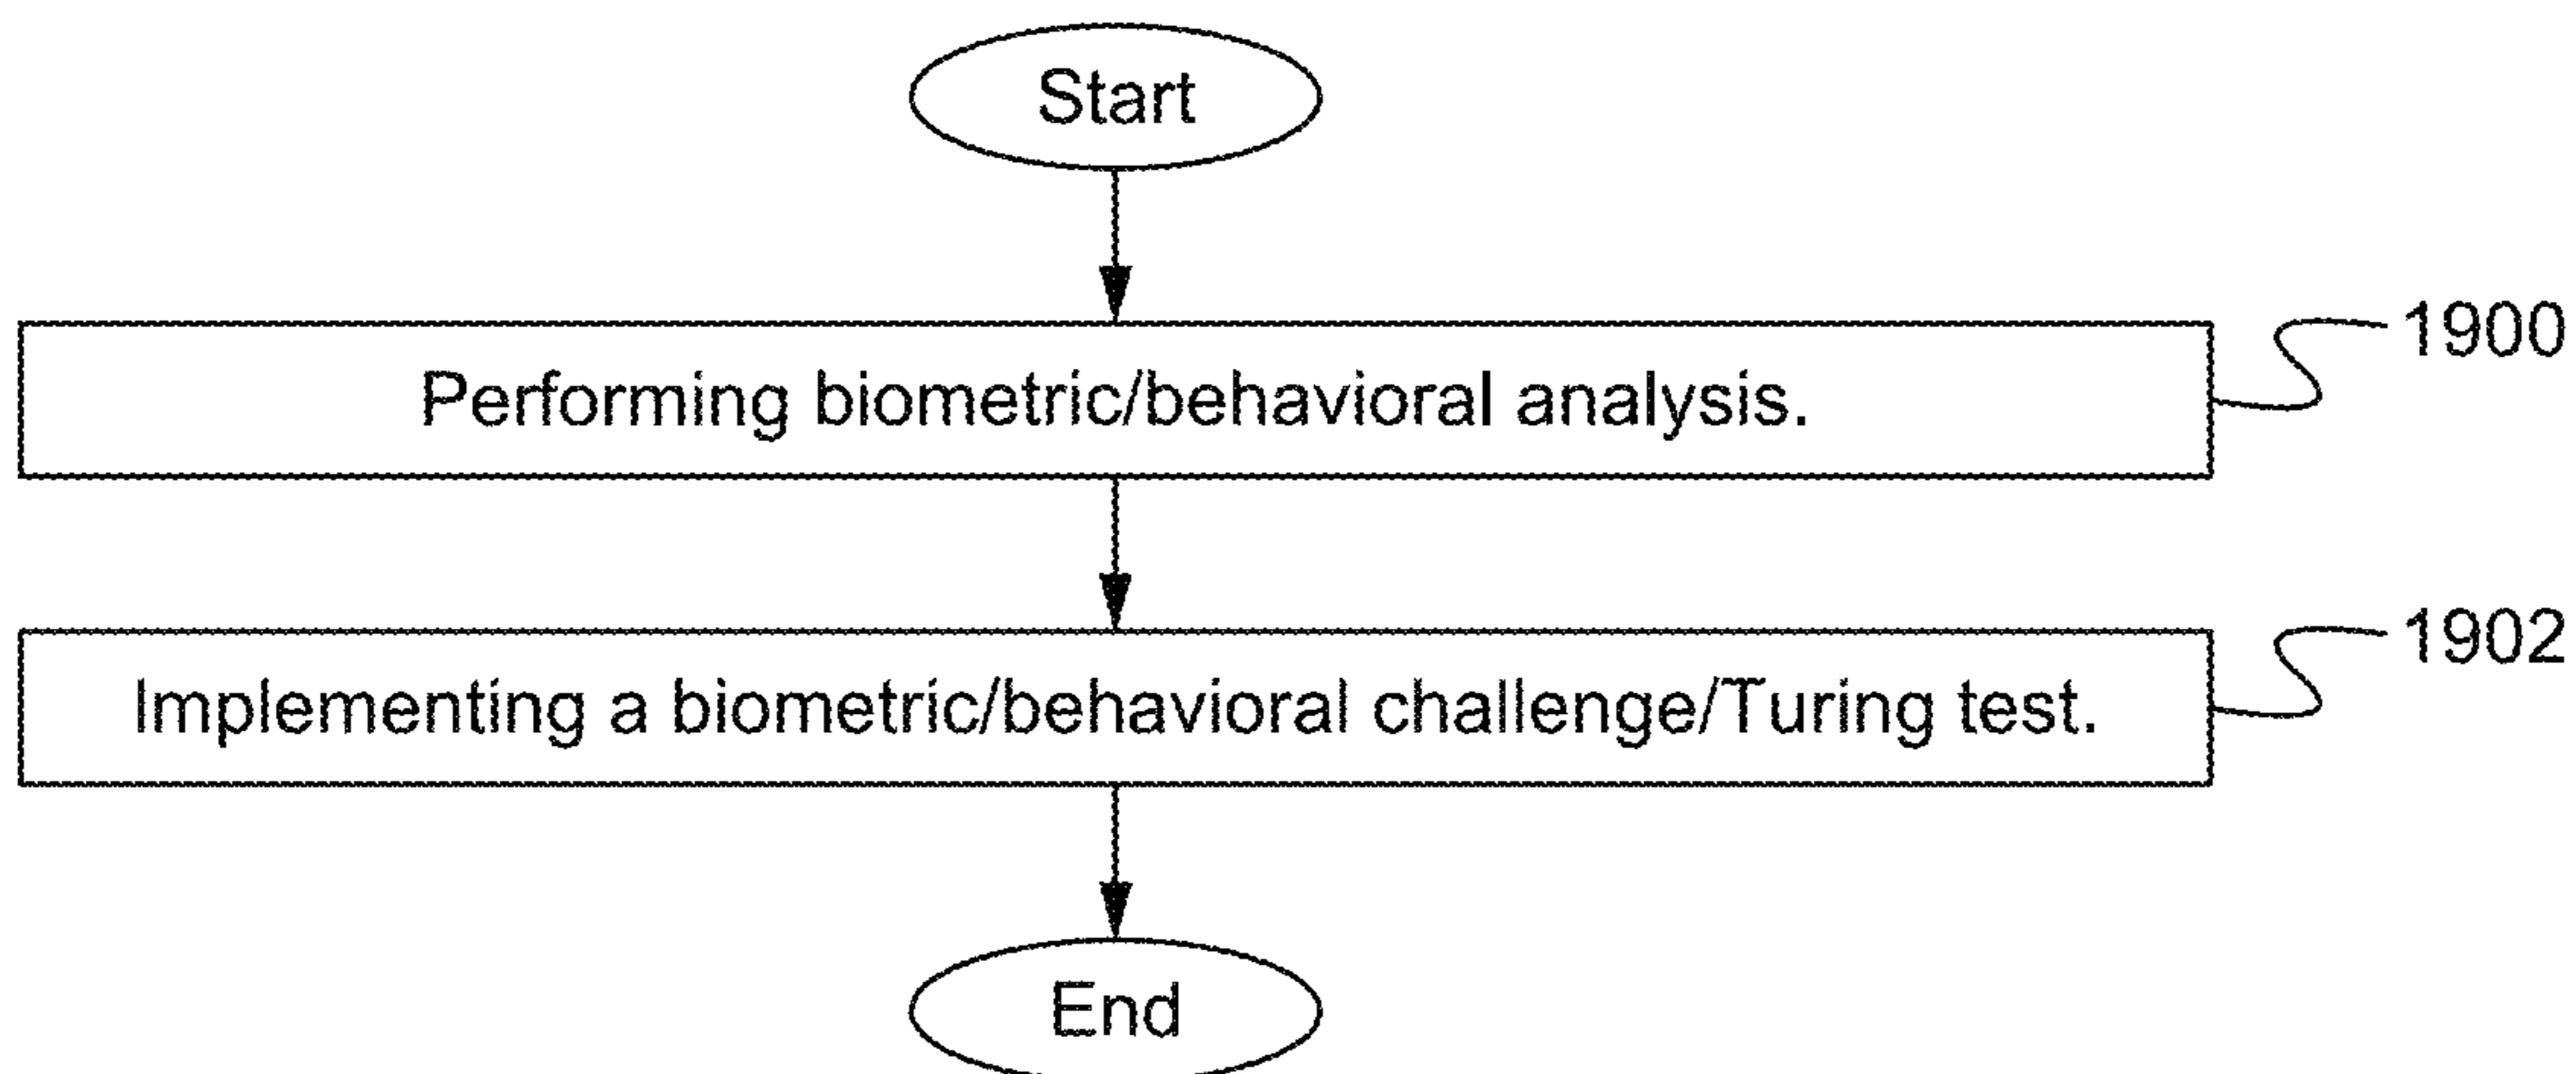 Start
Performing biometric/behavioral analysis.
1900
Implementing a biometric/behavioral challenge/Turing test.
1902
End